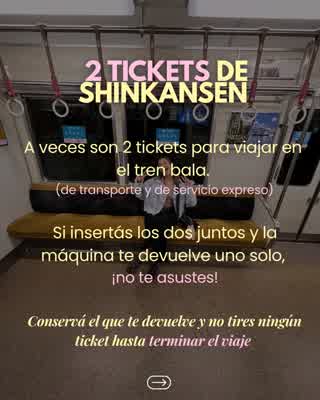 2 TICKETS DE
SHINKANSEN
A veces son 2 tickets para viajar en
el tren bala.
(de transporte y de servicio expreso)
Si insertás los dos juntos y la
máquina te devuelve uno solo,
¡no te asustes!
Conservá el que te devuelve y no tires ningún
ticket hasta terminar el viaje